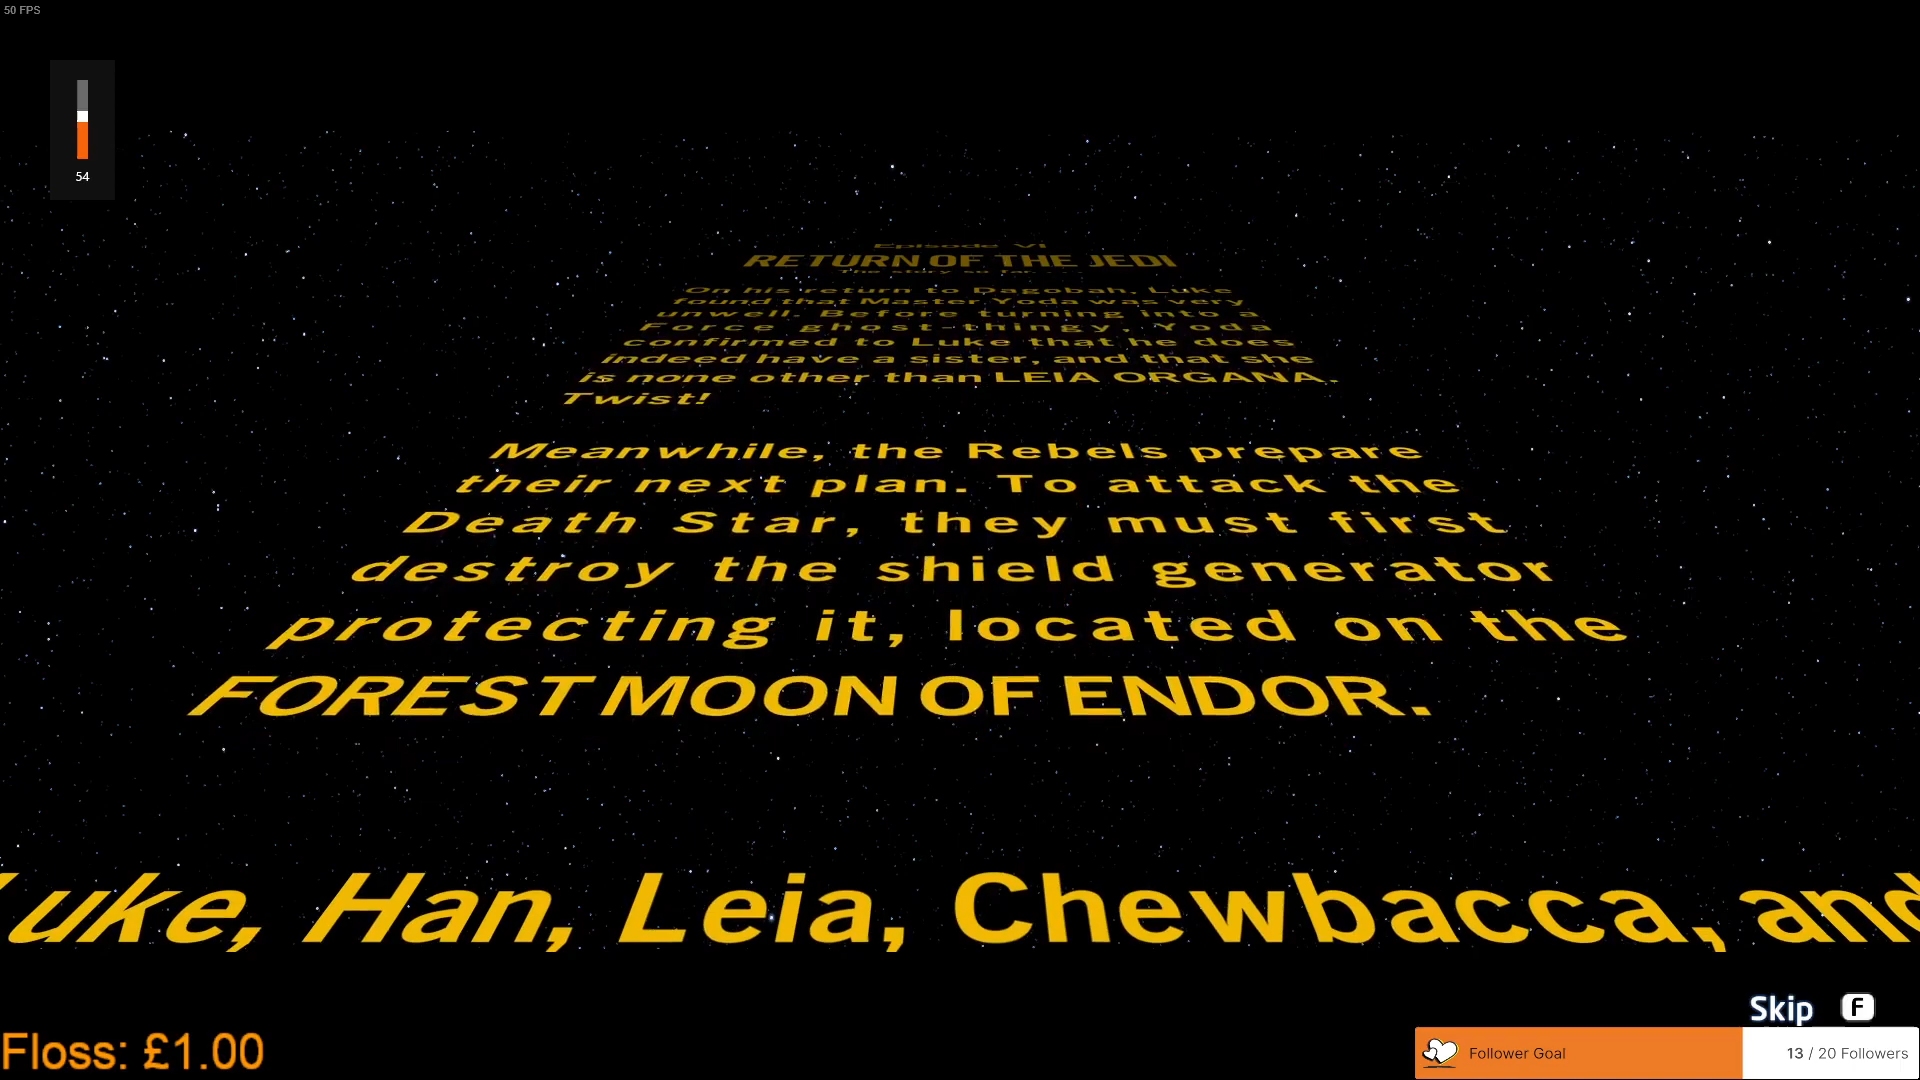 50 FPS
54
Episode VI
RETURN OF THE JEDI
The story so far...
On his return to Dagobah, Luke
found that Master Yoda was very
unwell. Before turning into a
Force ghost-thingy, Yoda
confirmed to Luke that he does
indeed have a sister, and that she
is none other than LEIA ORGANA.
Twist!
Meanwhile, the Rebels prepare
their next plan. To attack the
Death Star, they must first
destroy the shield generator
protecting it, located on the
FOREST MOON OF ENDOR.
Luke, Han, Leia, Chewbacca, and
Skip F
Floss: £1.00
Follower Goal
13 / 20 Followers